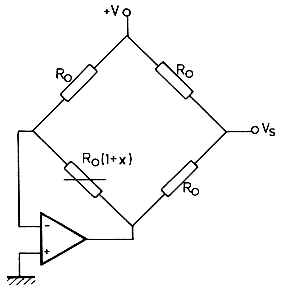 +V
R₀
R₀
R₀(1+x)
Vₛ
R₀
-
+